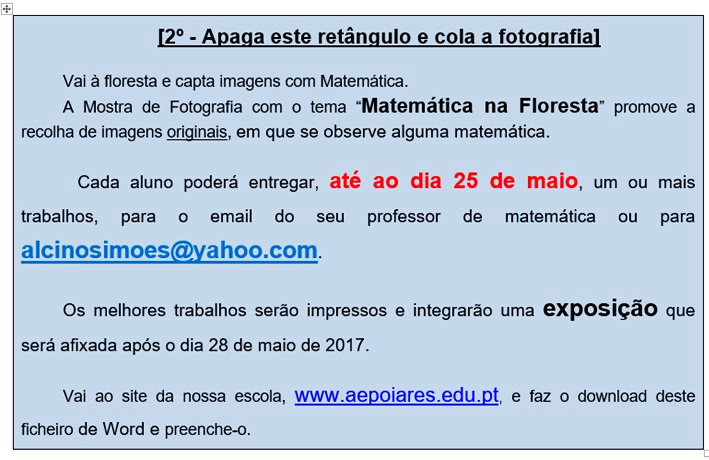 [2º - Apaga este retângulo e cola a fotografia]
Vai à floresta e capta imagens com Matemática.
A Mostra de Fotografia com o tema “Matemática na Floresta” promove a
recolha de imagens originais, em que se observe alguma matemática.
Cada aluno poderá entregar, até ao dia 25 de maio, um ou mais
trabalhos, para o email do seu professor de matemática ou para
alcinosimoes@yahoo.com.
Os melhores trabalhos serão impressos e integrarão uma exposição que
será afixada após o dia 28 de maio de 2017.
Vai ao site da nossa escola, www.aepoiares.edu.pt, e faz o download deste
ficheiro de Word e preenche-o.